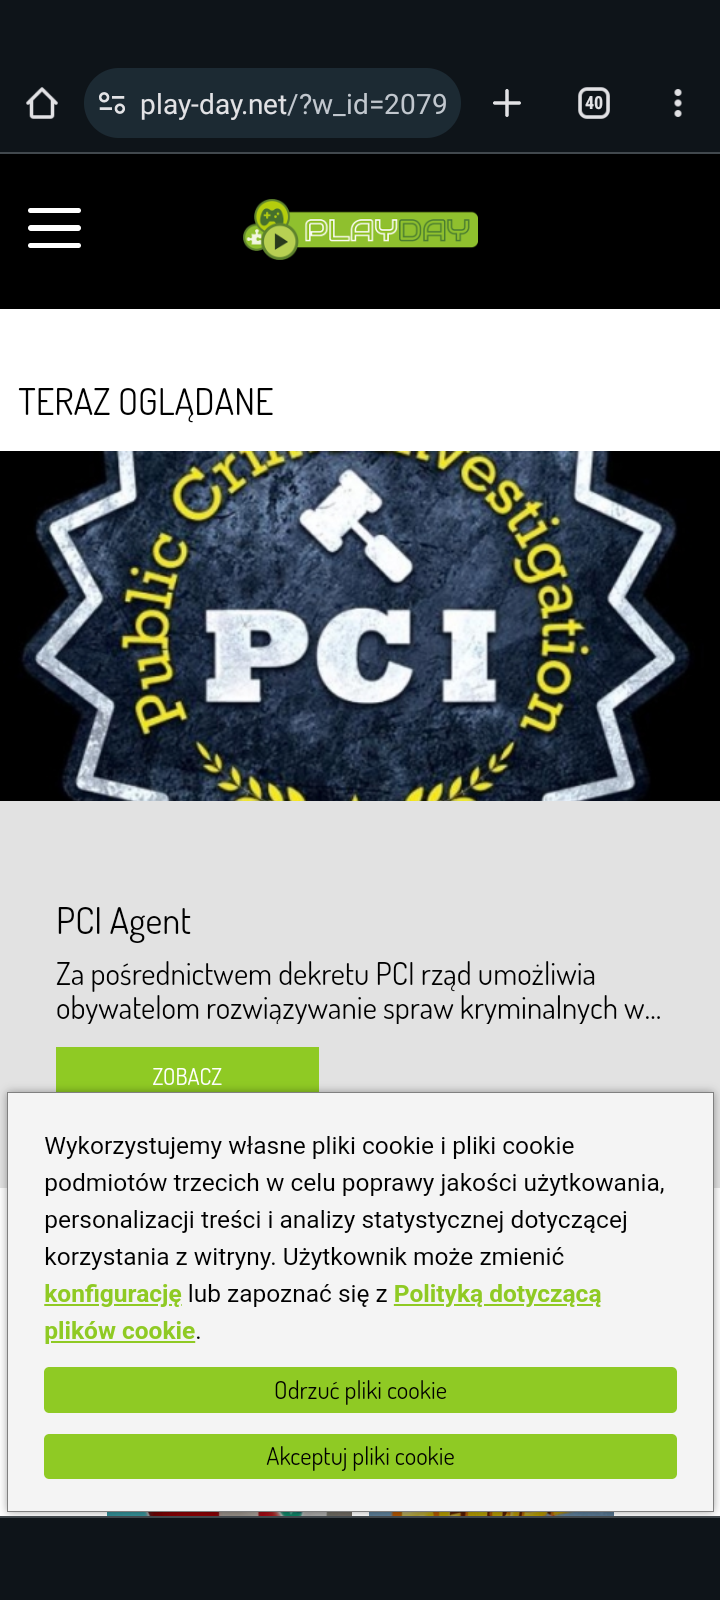 play-day.net/?w_id=2079
40
PLAYDAY
TERAZ OGLĄDANE
Public Crime Investigation
PCI
PCI Agent
Za pośrednictwem dekretu PCI rząd umożliwia
obywatelom rozwiązywanie spraw kryminalnych w...
ZOBACZ
Wykorzystujemy własne pliki cookie i pliki cookie
podmiotów trzecich w celu poprawy jakości użytkowania,
personalizacji treści i analizy statystycznej dotyczącej
korzystania z witryny. Użytkownik może zmienić
konfigurację lub zapoznać się z Polityką dotyczącą
plików cookie.
Odrzuć pliki cookie
Akceptuj pliki cookie